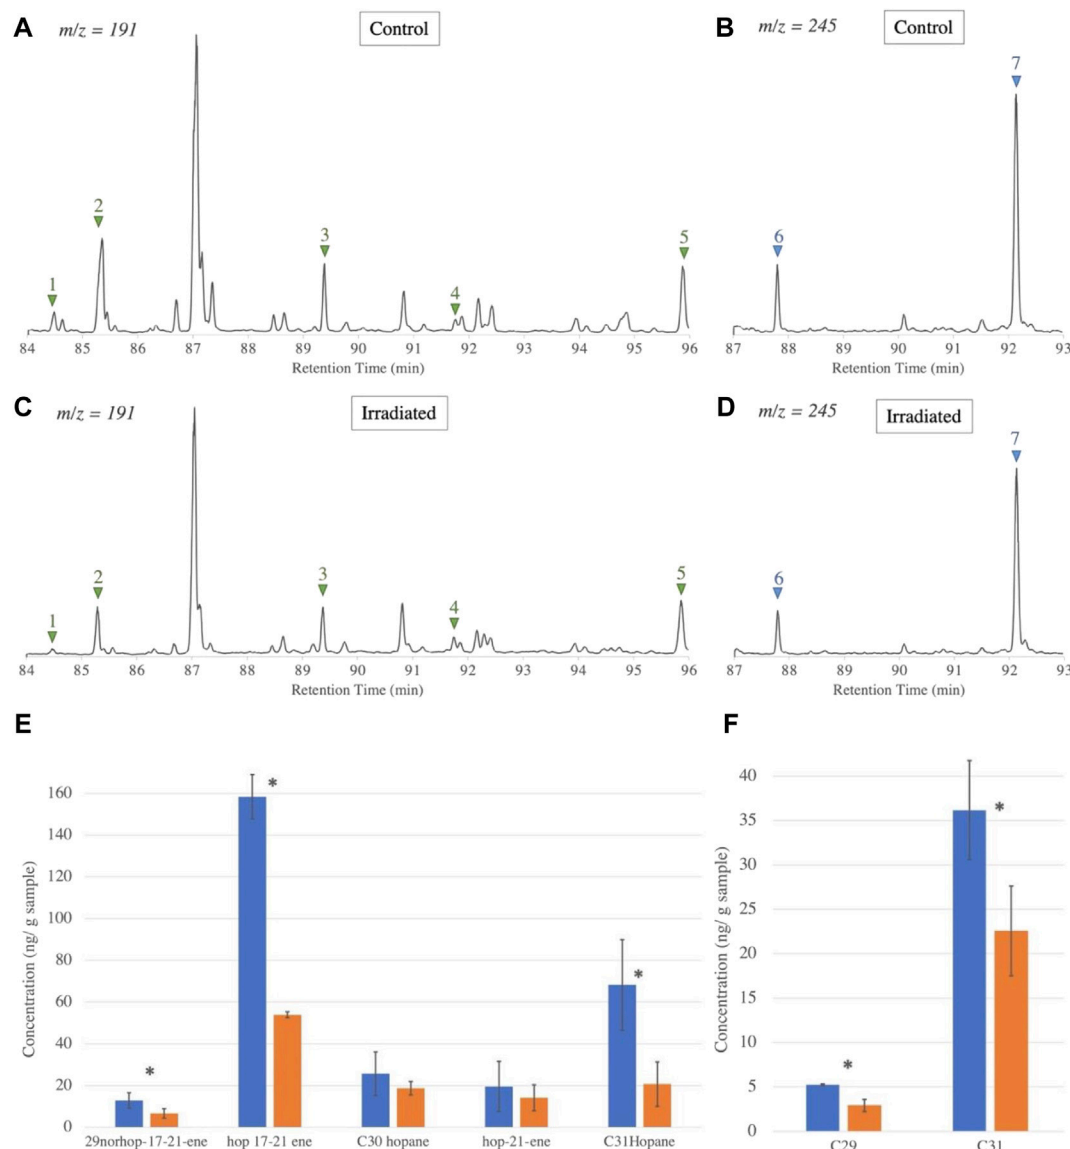 A m/z = 191 Control
B m/z = 245 Control
1 2 3 4 5
6 7
84 85 86 87 88 89 90 91 92 93 94 95 96
Retention Time (min)
87 88 89 90 91 92 93
Retention Time (min)
C m/z = 191 Irradiated
D m/z = 245 Irradiated
1 2 3 4 5
6 7
84 85 86 87 88 89 90 91 92 93 94 95 96
Retention Time (min)
87 88 89 90 91 92 93
Retention Time (min)
E
Concentration (ng/ g sample)
160
140
120
100
80
60
40
20
0
* * *
29norhop-17-21-ene hop 17-21 ene C30 hopane hop-21-ene C31Hopane
F
Concentration (ng/ g sample)
40
35
30
25
20
15
10
5
0
* *
C29 C31